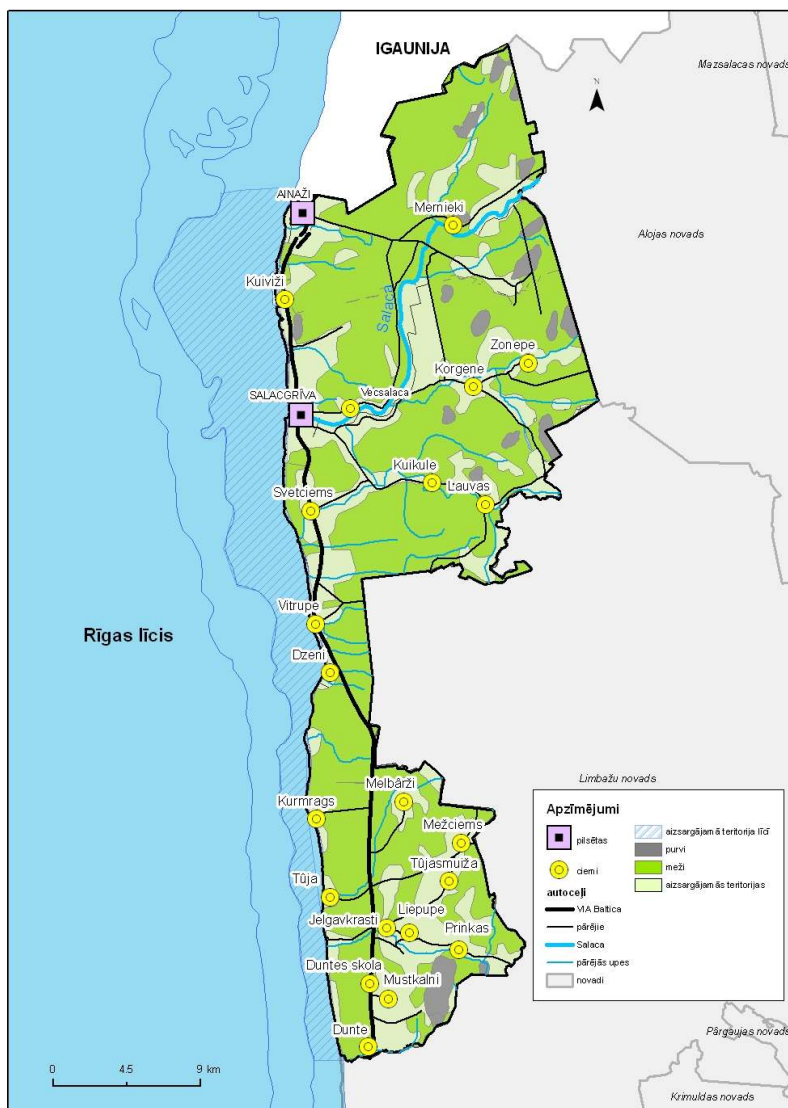 IGAUNIJA
Mazsalacas novads
N
AINAŽI
Mernieki
Alojas novads
Kuiviži
Salaca
Zonepe
Korgene
SALACGRĪVA
Vecsalaca
Kuikule
Lauvas
Svetciems
Vitrupe
Rīgas līcis
Dzeni
Limbažu novads
Melbârži
Kurmrags
Mežciems
Tûjasmuiža
Tûja
Liepupe
Jelgavkrasti
Prinkas
Duntes skola
Mustkalni
Dunte
Apzīmējumi
pilsētas
ciemi
autoceļi
VIA Baltica
pārējie
Salaca
pārējās upes
novadi
aizsargājamā teritorija līcī
purvi
meži
aizsargājamās teritorijas
Pārgaujas novads
Krimuldas novads
0 4.5 9 km